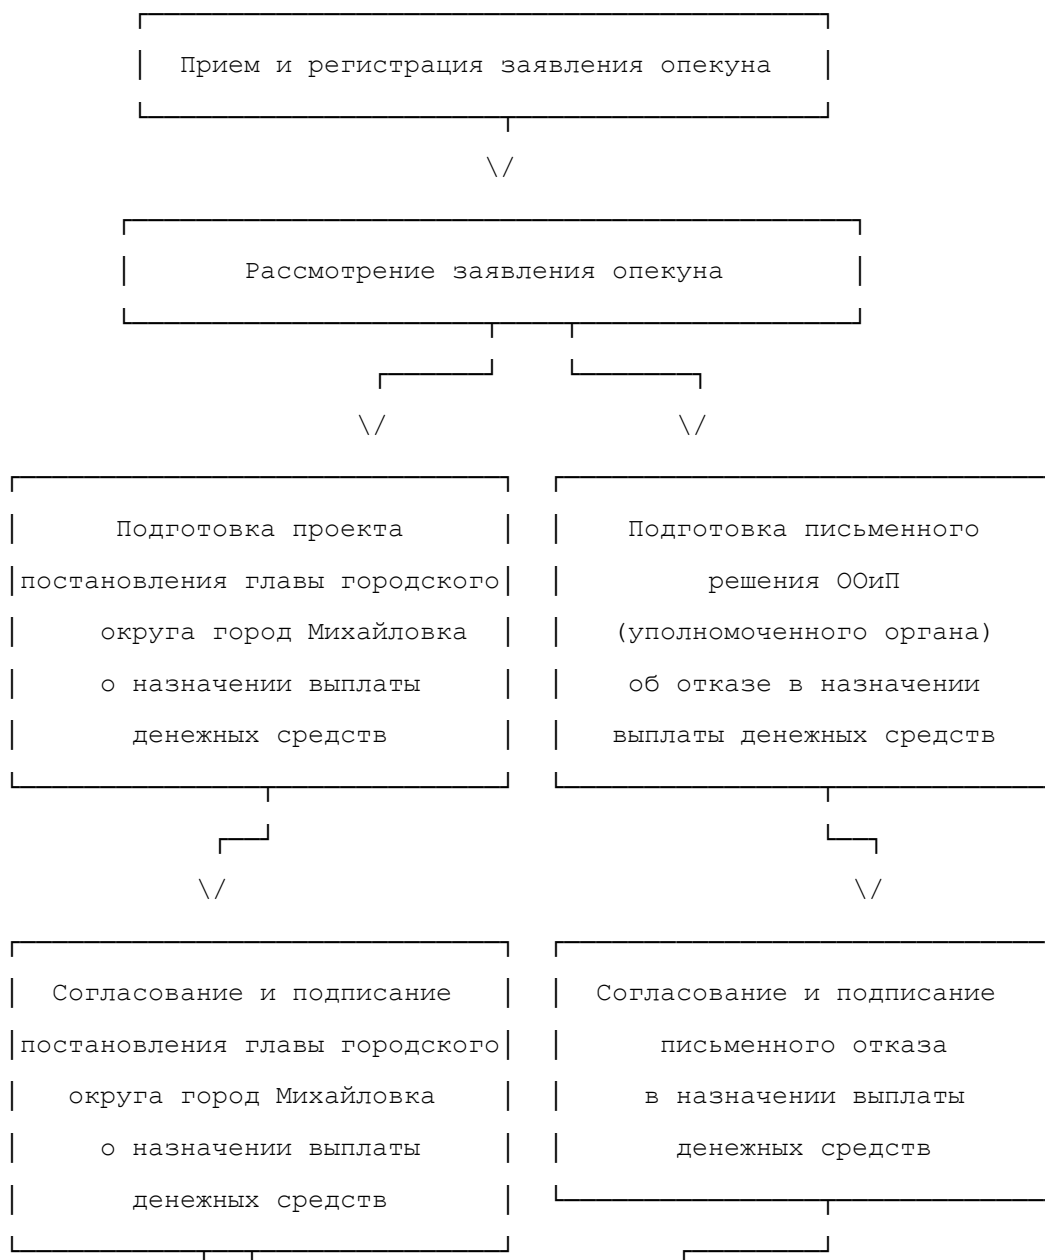 Прием и регистрация заявления опекуна
Рассмотрение заявления опекуна
Подготовка проекта
постановления главы городского
округа город Михайловка
о назначении выплаты
денежных средств
Подготовка письменного
решения ООиП
(уполномоченного органа)
об отказе в назначении
выплаты денежных средств
Согласование и подписание
постановления главы городского
округа город Михайловка
о назначении выплаты
денежных средств
Согласование и подписание
письменного отказа
в назначении выплаты
денежных средств